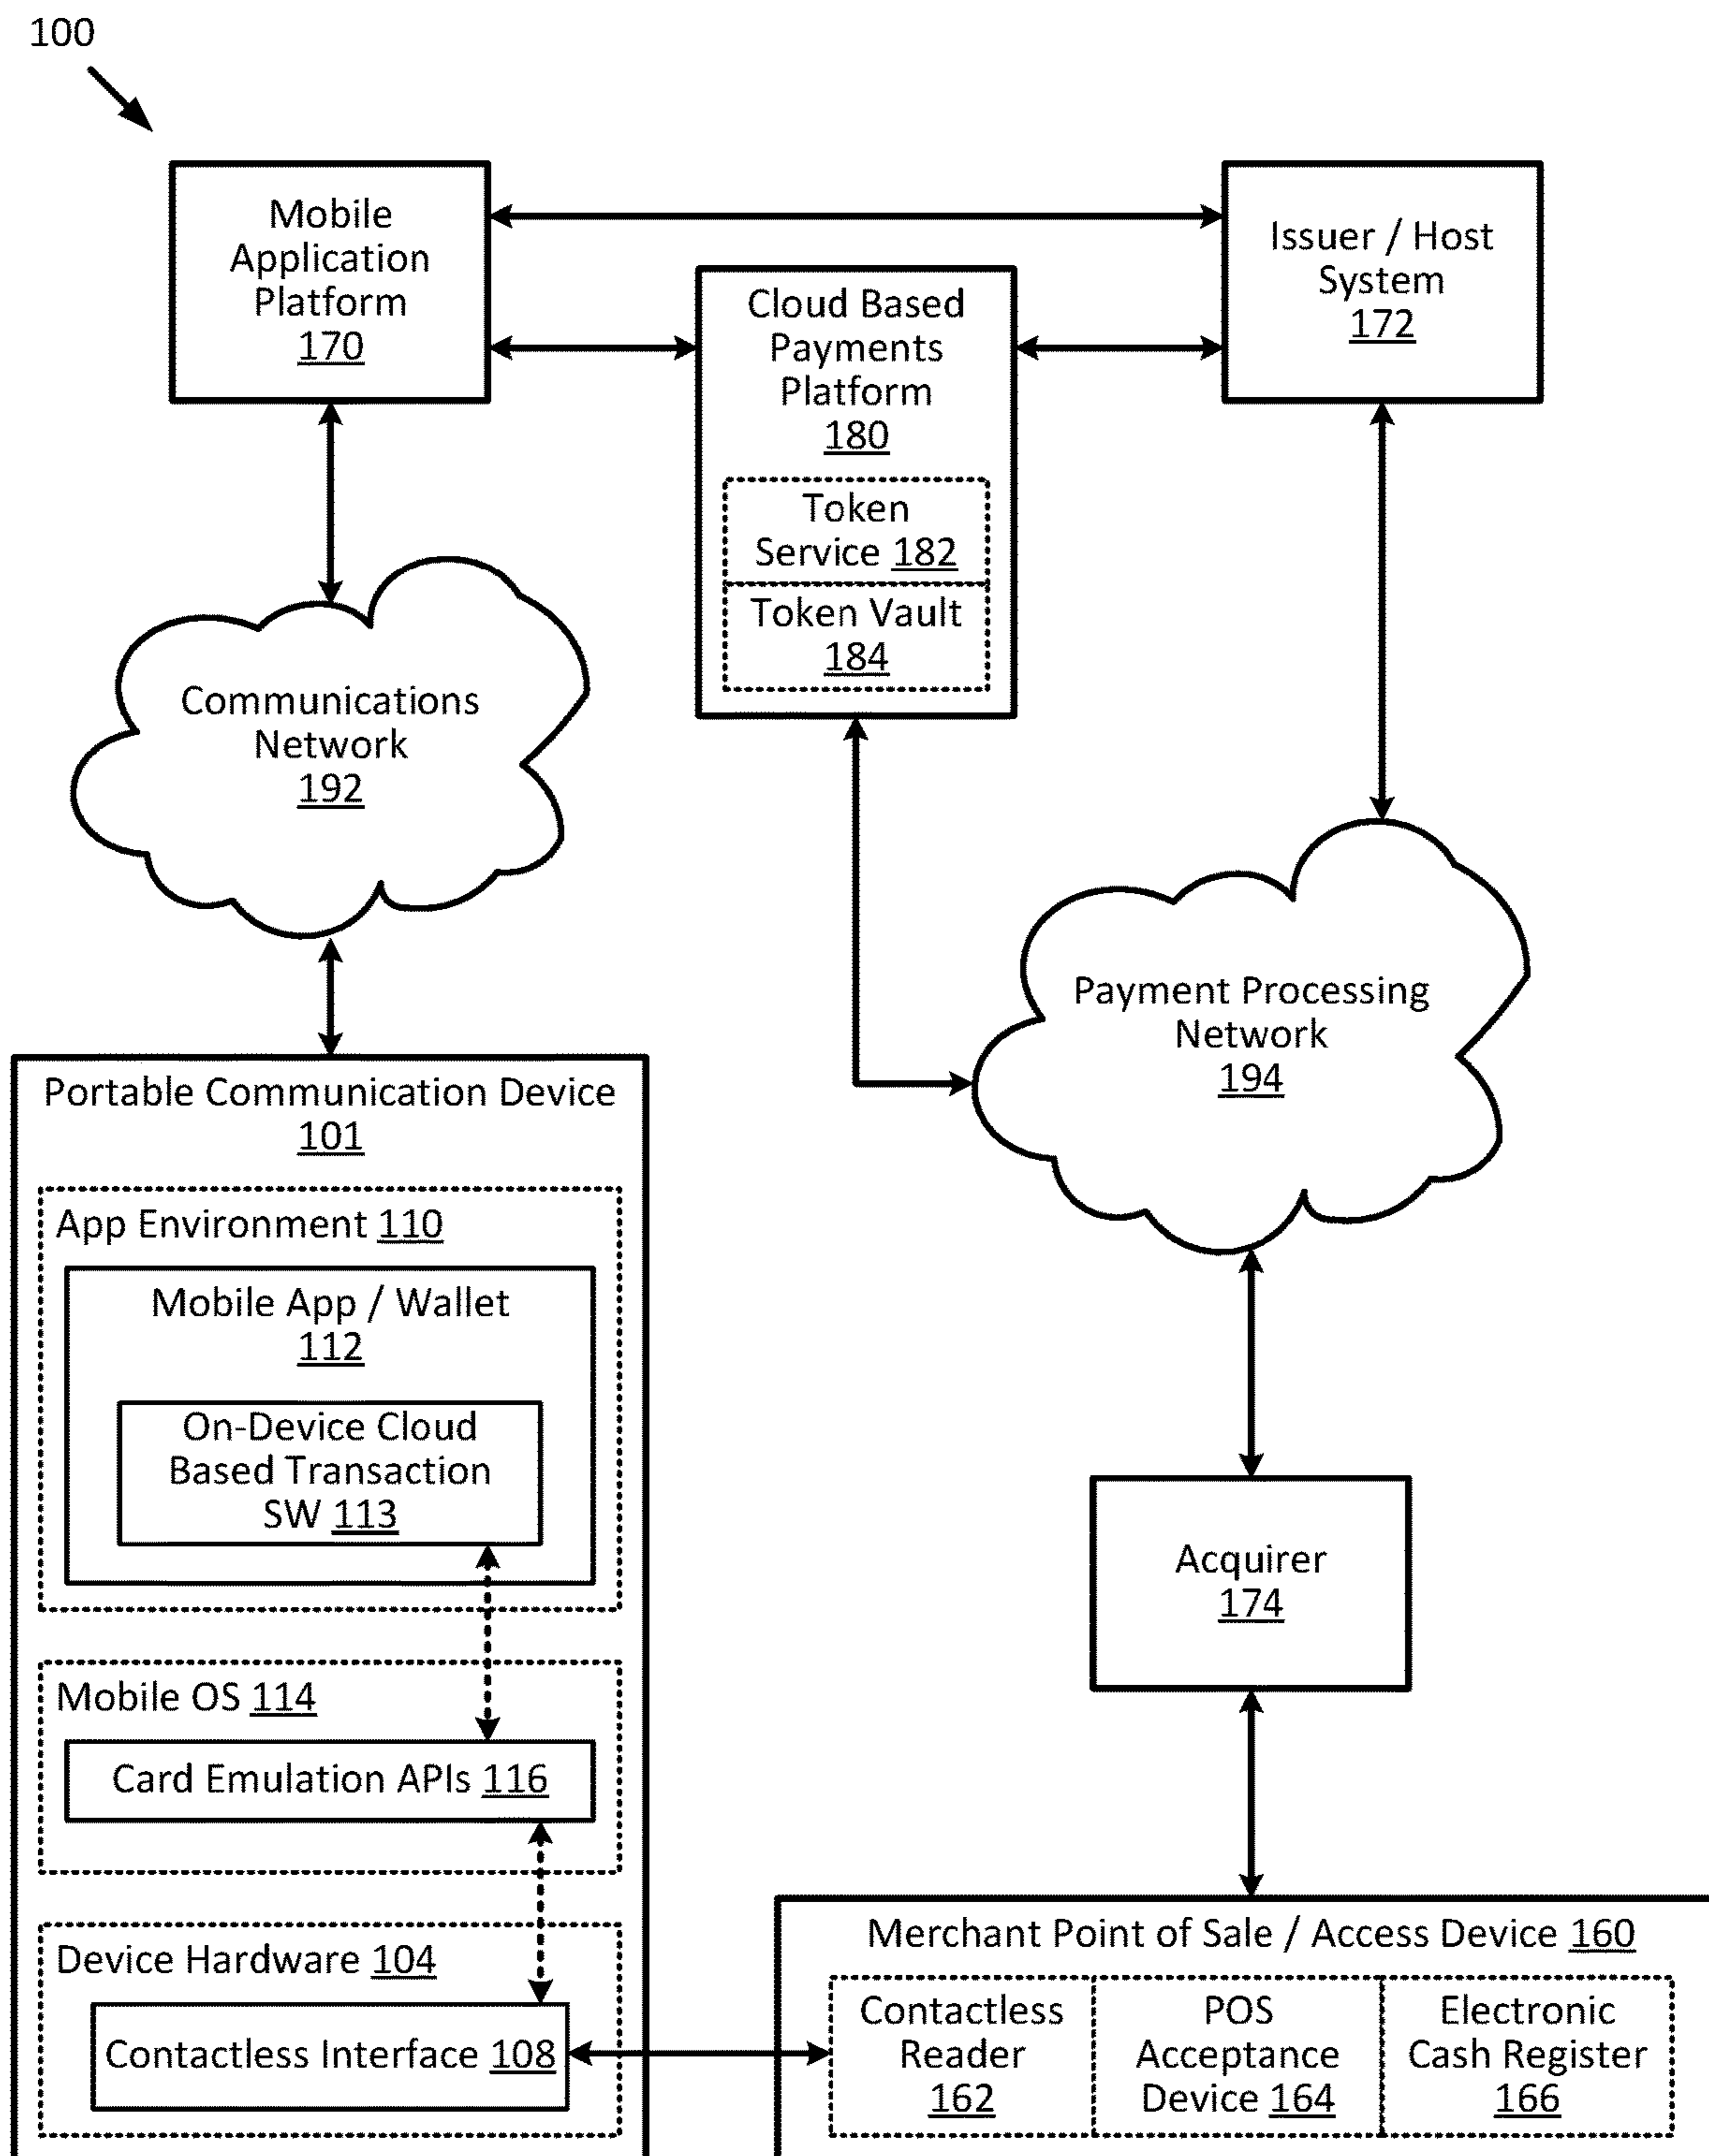 100
Mobile
Application
Platform
170
Issuer / Host
System
172
Cloud Based
Payments
Platform
180
Token
Service 182
Token Vault
184
Communications
Network
192
Payment Processing
Network
194
Portable Communication Device
101
App Environment 110
Mobile App / Wallet
112
On-Device Cloud
Based Transaction
SW 113
Mobile OS 114
Card Emulation APIs 116
Device Hardware 104
Contactless Interface 108
Acquirer
174
Merchant Point of Sale / Access Device 160
Contactless
Reader
162
POS
Acceptance
Device 164
Electronic
Cash Register
166